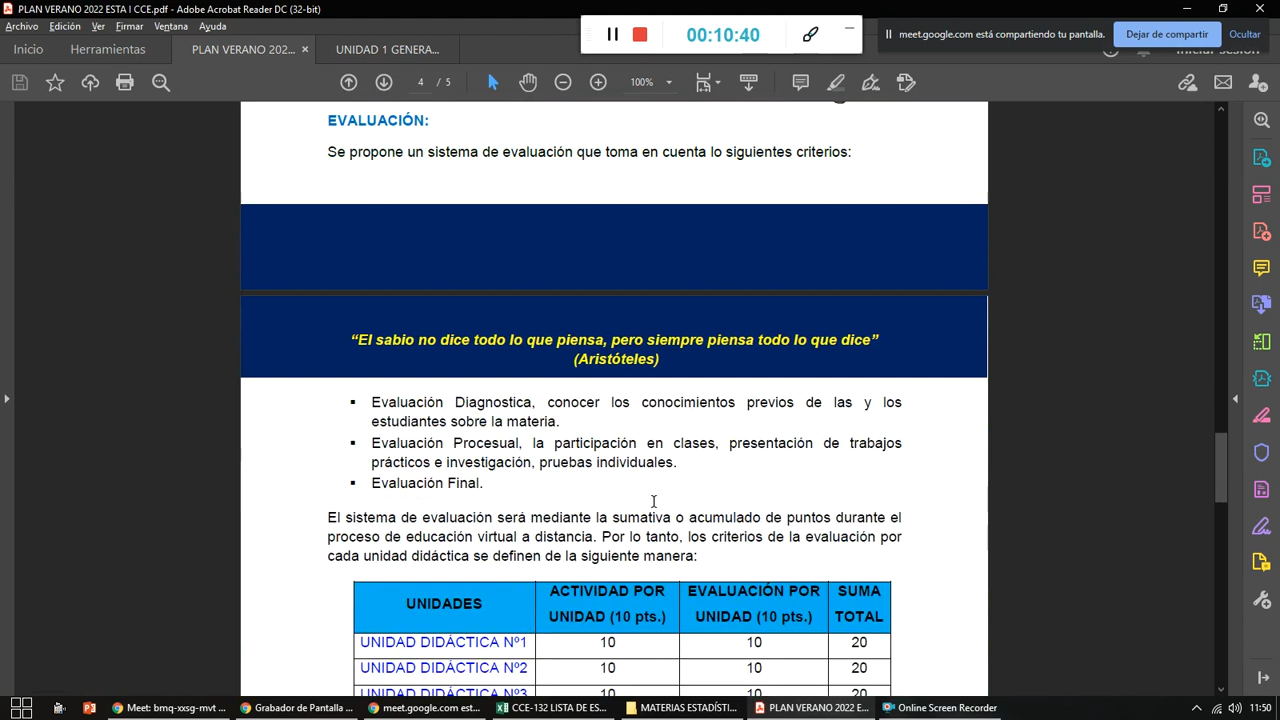 PLAN VERANO 2022 ESTA I CCE.pdf - Adobe Acrobat Reader DC (32-bit)
Archivo Edición Ver Firmar Ventana Ayuda
00:10:40
meet.google.com está compartiendo tu pantalla.
Dejar de compartir
Ocultar
Inicio
Herramientas
PLAN VERANO 202...
UNIDAD 1 GENERA...
Iniciar sesión
4 / 5
100%
EVALUACIÓN:
Se propone un sistema de evaluación que toma en cuenta lo siguientes criterios:
“El sabio no dice todo lo que piensa, pero siempre piensa todo lo que dice”
(Aristóteles)
▪ Evaluación Diagnostica, conocer los conocimientos previos de las y los
estudiantes sobre la materia.
▪ Evaluación Procesual, la participación en clases, presentación de trabajos
prácticos e investigación, pruebas individuales.
▪ Evaluación Final.
El sistema de evaluación será mediante la sumativa o acumulado de puntos durante el
proceso de educación virtual a distancia. Por lo tanto, los criterios de la evaluación por
cada unidad didáctica se definen de la siguiente manera:
UNIDADES
ACTIVIDAD POR
UNIDAD (10 pts.)
EVALUACIÓN POR
UNIDAD (10 pts.)
SUMA
TOTAL
UNIDAD DIDÁCTICA Nº1 10 10 20
UNIDAD DIDÁCTICA Nº2 10 10 20
UNIDAD DIDÁCTICA Nº3 10 10 20
Meet: bmq-xxsg-mvt ...
Grabador de Pantalla ...
meet.google.com est...
CCE-132 LISTA DE ES...
MATERIAS ESTADÍSTI...
PLAN VERANO 2022 E...
Online Screen Recorder
11:50